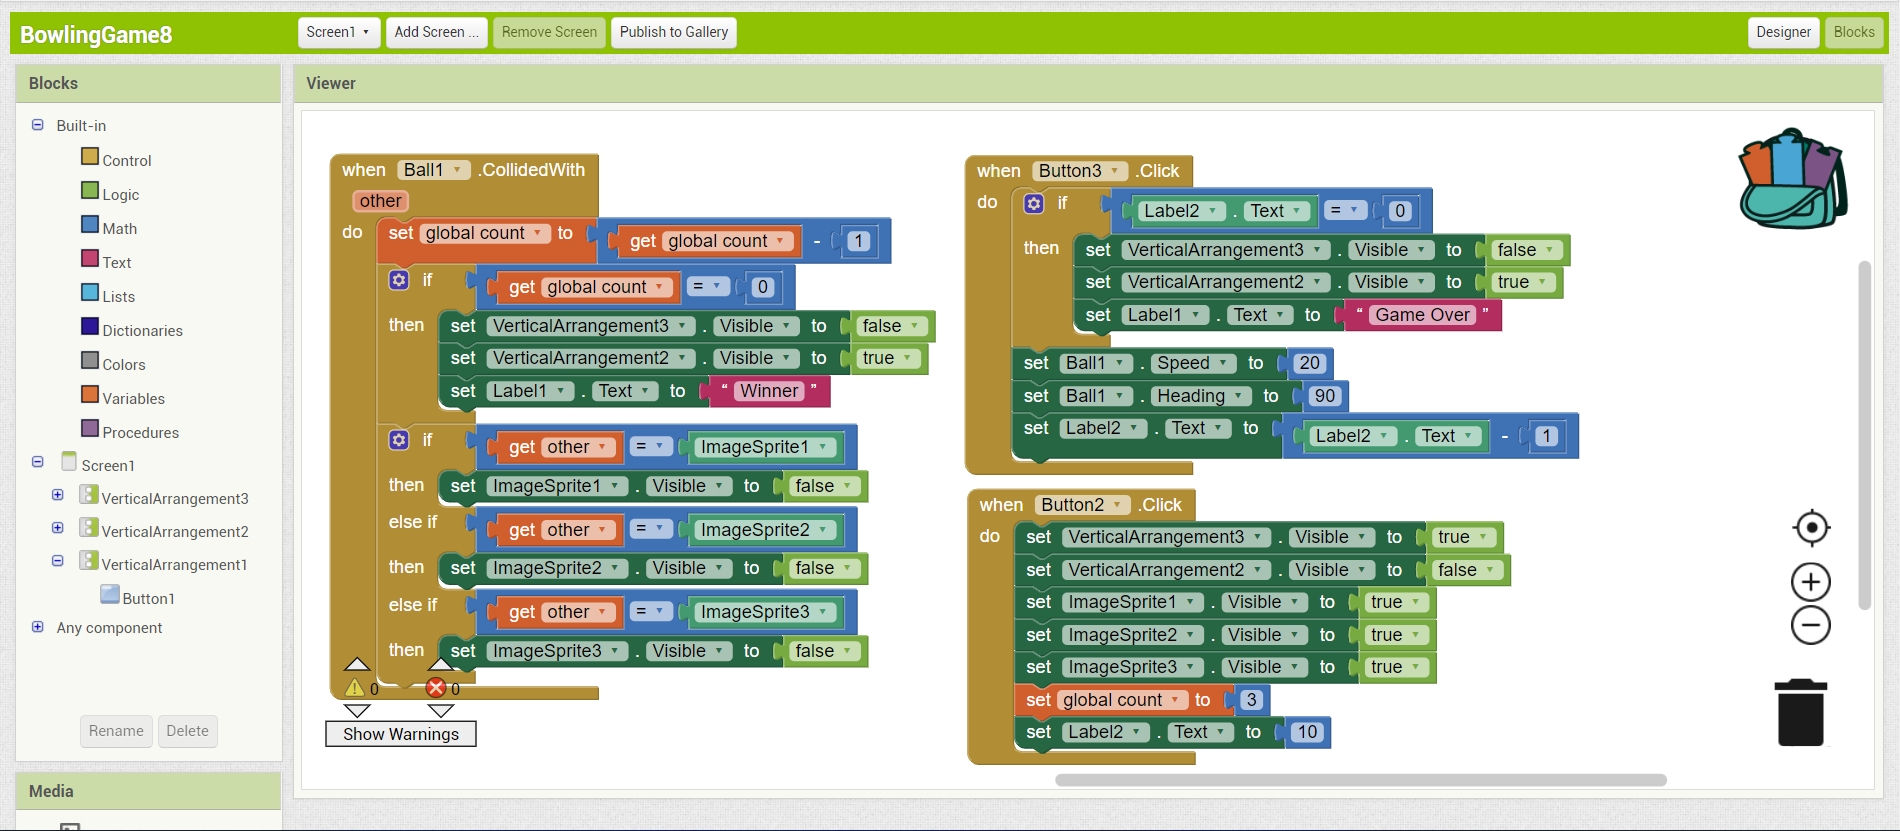 BowlingGame8
Screen1 Add Screen ... Remove Screen Publish to Gallery Designer Blocks
Blocks
Viewer
Built-in
Control
Logic
Math
Text
Lists
Dictionaries
Colors
Variables
Procedures
Screen1
VerticalArrangement3
VerticalArrangement2
VerticalArrangement1
Button1
Any component
Rename Delete
Media
when Ball1 .CollidedWith
other
do set global count to get global count - 1
if get global count = 0
then set VerticalArrangement3 . Visible to false
set VerticalArrangement2 . Visible to true
set Label1 . Text to “ Winner ”
if get other = ImageSprite1
then set ImageSprite1 . Visible to false
else if get other = ImageSprite2
then set ImageSprite2 . Visible to false
else if get other = ImageSprite3
then set ImageSprite3 . Visible to false
0 0
Show Warnings
when Button3 .Click
do if Label2 . Text = 0
then set VerticalArrangement3 . Visible to false
set VerticalArrangement2 . Visible to true
set Label1 . Text to “ Game Over ”
set Ball1 . Speed to 20
set Ball1 . Heading to 90
set Label2 . Text to Label2 . Text - 1
when Button2 .Click
do set VerticalArrangement3 . Visible to true
set VerticalArrangement2 . Visible to false
set ImageSprite1 . Visible to true
set ImageSprite2 . Visible to true
set ImageSprite3 . Visible to true
set global count to 3
set Label2 . Text to 10